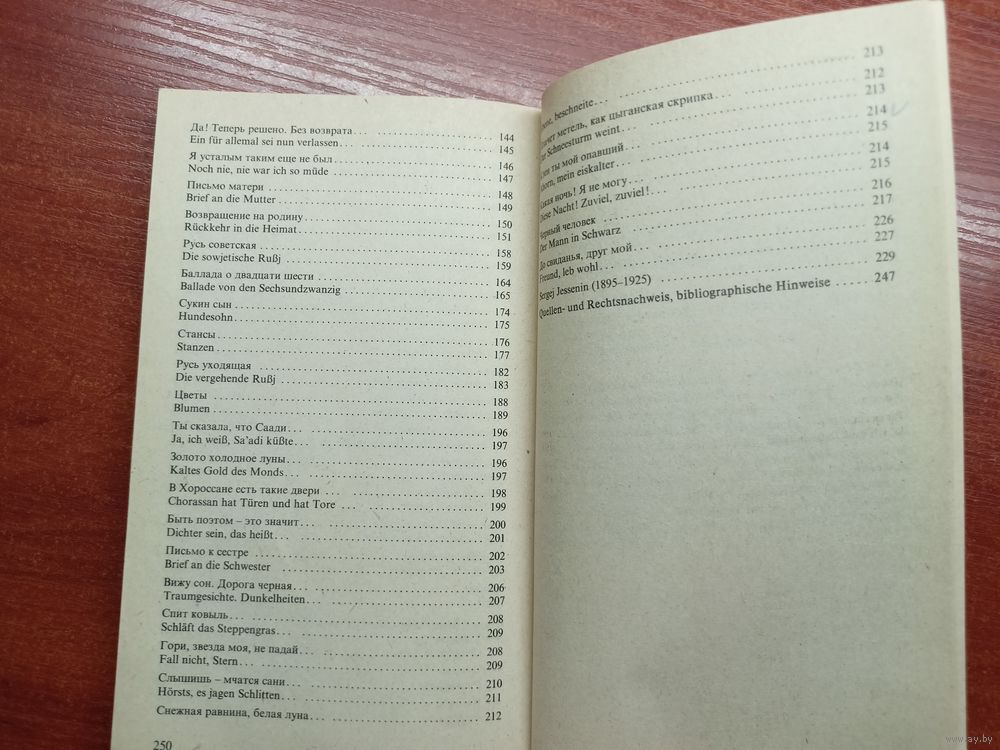 Да! Теперь решено. Без возврата... 144
Ein für allemal sei nun verlassen... 145
Я усталым таким еще не был 146
Noch nie, nie war ich so müde 147
Письмо матери 148
Brief an die Mutter 149
Возвращение на родину 150
Rückkehr in die Heimat 151
Русь советская 158
Die sowjetische Rußj 159
Баллада о двадцати шести 164
Ballade von den Sechsundzwanzig 165
Сукин сын 174
Hundesohn 175
Стансы 176
Stanzen 177
Русь уходящая 182
Die vergehende Rußj 183
Цветы 188
Blumen 189
Ты сказала, что Саади... 196
Ja, ich weiß, Sa'adi küßte... 197
Золото холодное луны... 196
Kaltes Gold des Monds... 197
В Хороссане есть такие двери ... 198
Chorassan hat Türen und hat Tore 199
Быть поэтом – это значит... 200
Dichter sein, das heißt... 201
Письмо к сестре 202
Brief an die Schwester 203
Вижу сон. Дорога черная... 206
Traumgesichte. Dunkelheiten... 207
Спит ковыль... 208
Schläft das Steppengras... 209
Гори, звезда моя, не падай... 208
Fall nicht, Stern... 209
Слышишь – мчатся сани... 210
Hörsts, es jagen Schlitten... 211
Снежная равнина, белая луна... 212
250
beschneite... 213
метель, как цыганская скрипка... 212
Schneesturm weint... 213
ты мой опавший... 214
mein eiskalter... 215
ночь! Я не могу... 214
Diese Nacht! Zuviel, zuviel!... 215
Черный человек 216
Der Mann in Schwarz 217
До свиданья, друг мой... 226
Freund, leb wohl... 227
Sergej Jessenin (1895–1925) 229
Quellen- und Rechtsnachweis, bibliographische Hinweise 247
www.ay.by